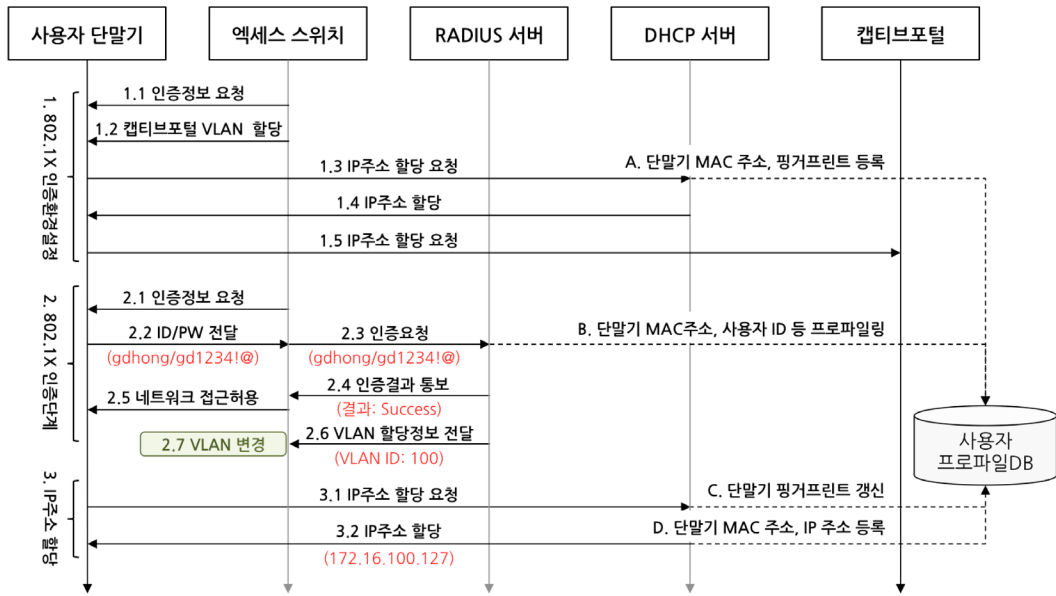 사용자 단말기
엑세스 스위치
RADIUS 서버
DHCP 서버
캡티브포털
1. 802.1X 인증환경설정
1.1 인증정보 요청
1.2 캡티브포털 VLAN 할당
1.3 IP주소 할당 요청
A. 단말기 MAC 주소, 핑거프린트 등록
1.4 IP주소 할당
1.5 IP주소 할당 요청
2. 802.1X 인증단계
2.1 인증정보 요청
2.2 ID/PW 전달
(gdhong/gd1234!@)
2.3 인증요청
(gdhong/gd1234!@)
B. 단말기 MAC주소, 사용자 ID 등 프로파일링
2.4 인증결과 통보
(결과: Success)
2.5 네트워크 접근허용
2.6 VLAN 할당정보 전달
(VLAN ID: 100)
2.7 VLAN 변경
사용자
프로파일DB
3. IP주소 할당
3.1 IP주소 할당 요청
C. 단말기 핑거프린트 갱신
3.2 IP주소 할당
(172.16.100.127)
D. 단말기 MAC 주소, IP 주소 등록